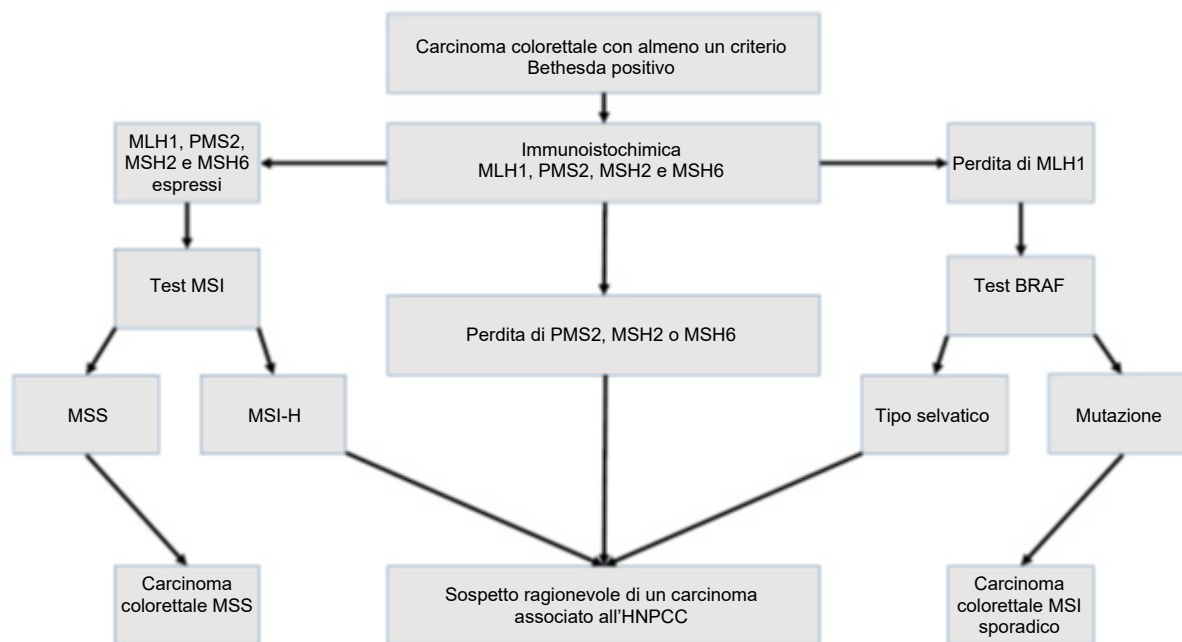 Carcinoma colorettale con almeno un criterio
Bethesda positivo
MLH1, PMS2,
MSH2 e MSH6
espressi
Immunoistochimica
MLH1, PMS2, MSH2 e MSH6
Perdita di MLH1
Test MSI
Perdita di PMS2, MSH2 o MSH6
Test BRAF
MSS
MSI-H
Tipo selvatico
Mutazione
Carcinoma
colorettale MSS
Sospetto ragionevole di un carcinoma
associato all’HNPCC
Carcinoma
colorettale MSI
sporadico